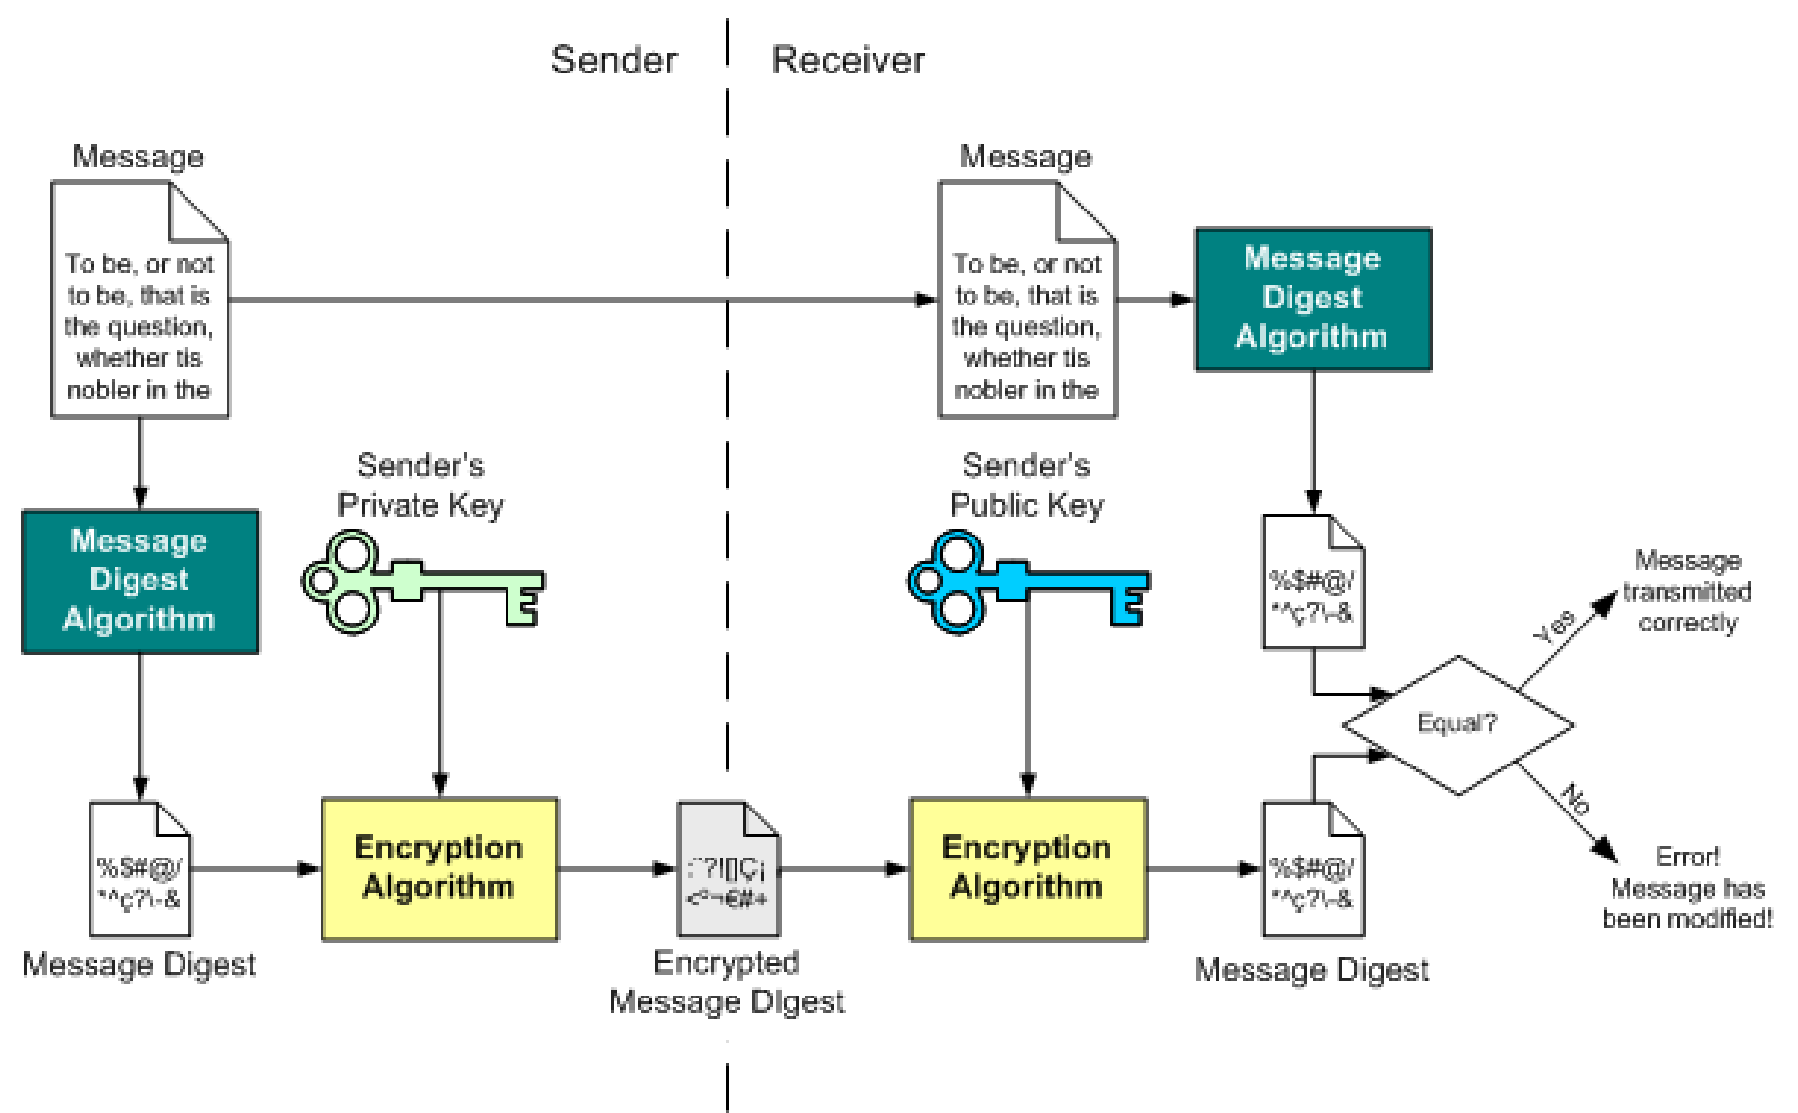 Sender
Receiver
Message
To be, or not
to be, that is
the question,
whether tis
nobler in the
Message
To be, or not
to be, that is
the question,
whether tis
nobler in the
Message
Digest
Algorithm
Sender's
Private Key
Sender's
Public Key
Message
Digest
Algorithm
%$#@/
*^ç?\-&
Message
transmitted
correctly
Yes
Equal?
No
%$#@/
*^ç?\-&
Message Digest
Encryption
Algorithm
Encrypted
Message DIgest
Encryption
Algorithm
%$#@/
*^ç?\-&
Message Digest
Error!
Message has
been modified!